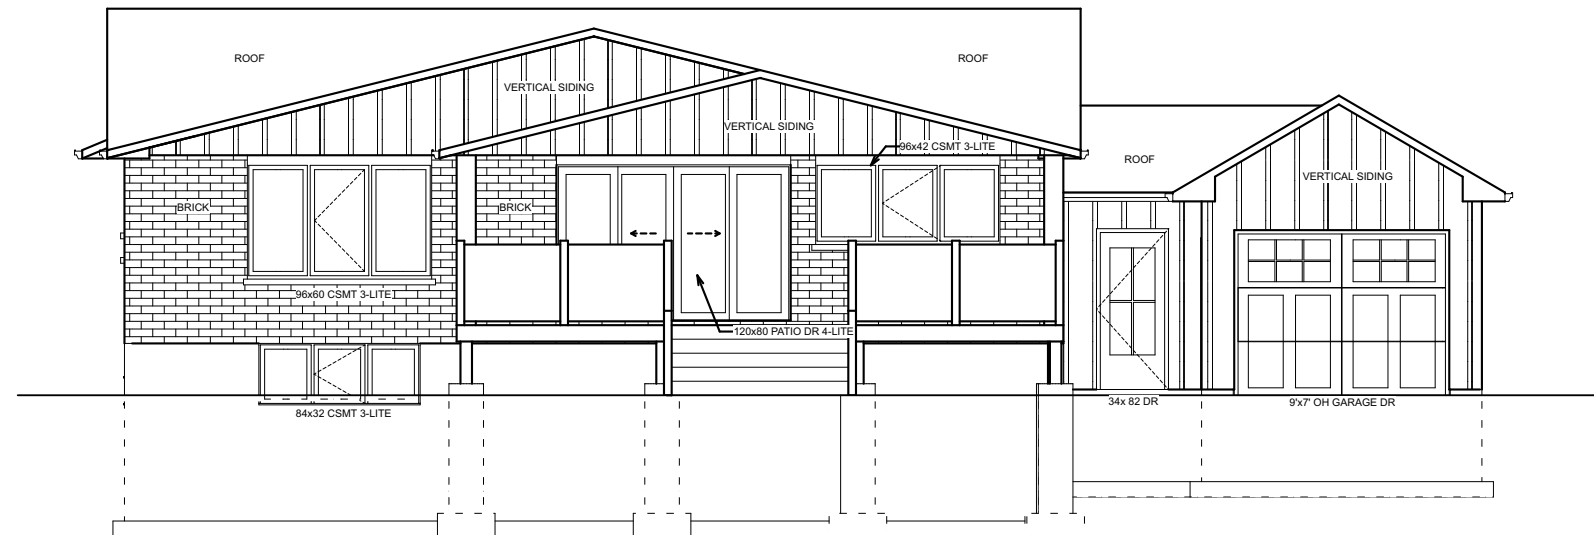 ROOF
ROOF
VERTICAL SIDING
VERTICAL SIDING
96x42 CSMT 3-LITE
ROOF
VERTICAL SIDING
BRICK
BRICK
96x60 CSMT 3-LITE
120x80 PATIO DR 4-LITE
84x32 CSMT 3-LITE
34x 82 DR
9'x7' OH GARAGE DR